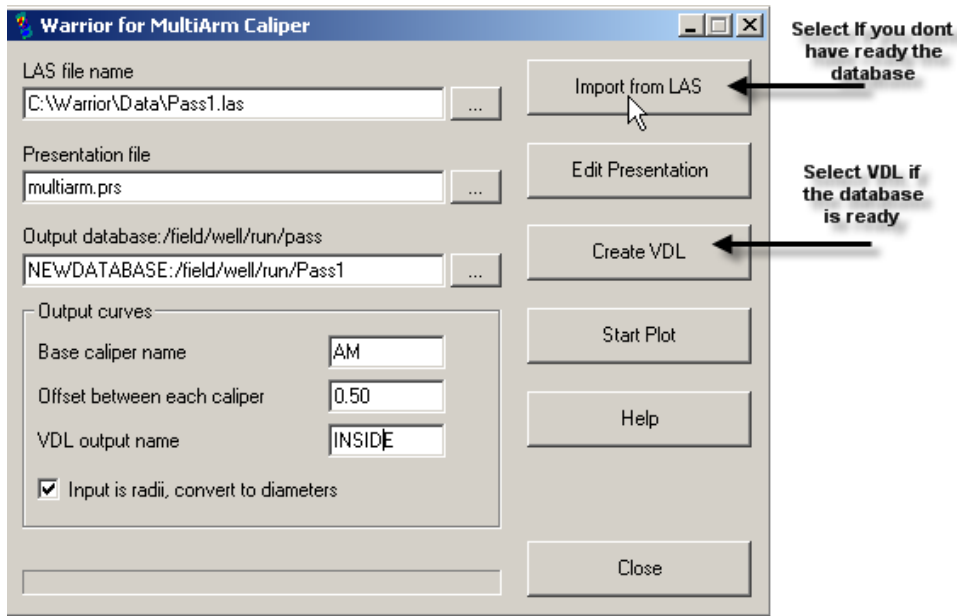 Warrior for MultiArm Caliper
LAS file name
C:\Warrior\Data\Pass1.las
...
Presentation file
multiarm.prs
...
Output database:/field/well/run/pass
NEWDATABASE:/field/well/run/Pass1
...
Output curves
Base caliper name
AM
Offset between each caliper
0.50
VDL output name
INSIDE
Input is radii, convert to diameters
Import from LAS
Edit Presentation
Create VDL
Start Plot
Help
Close
Select If you dont
have ready the
database
Select VDL if
the database
is ready